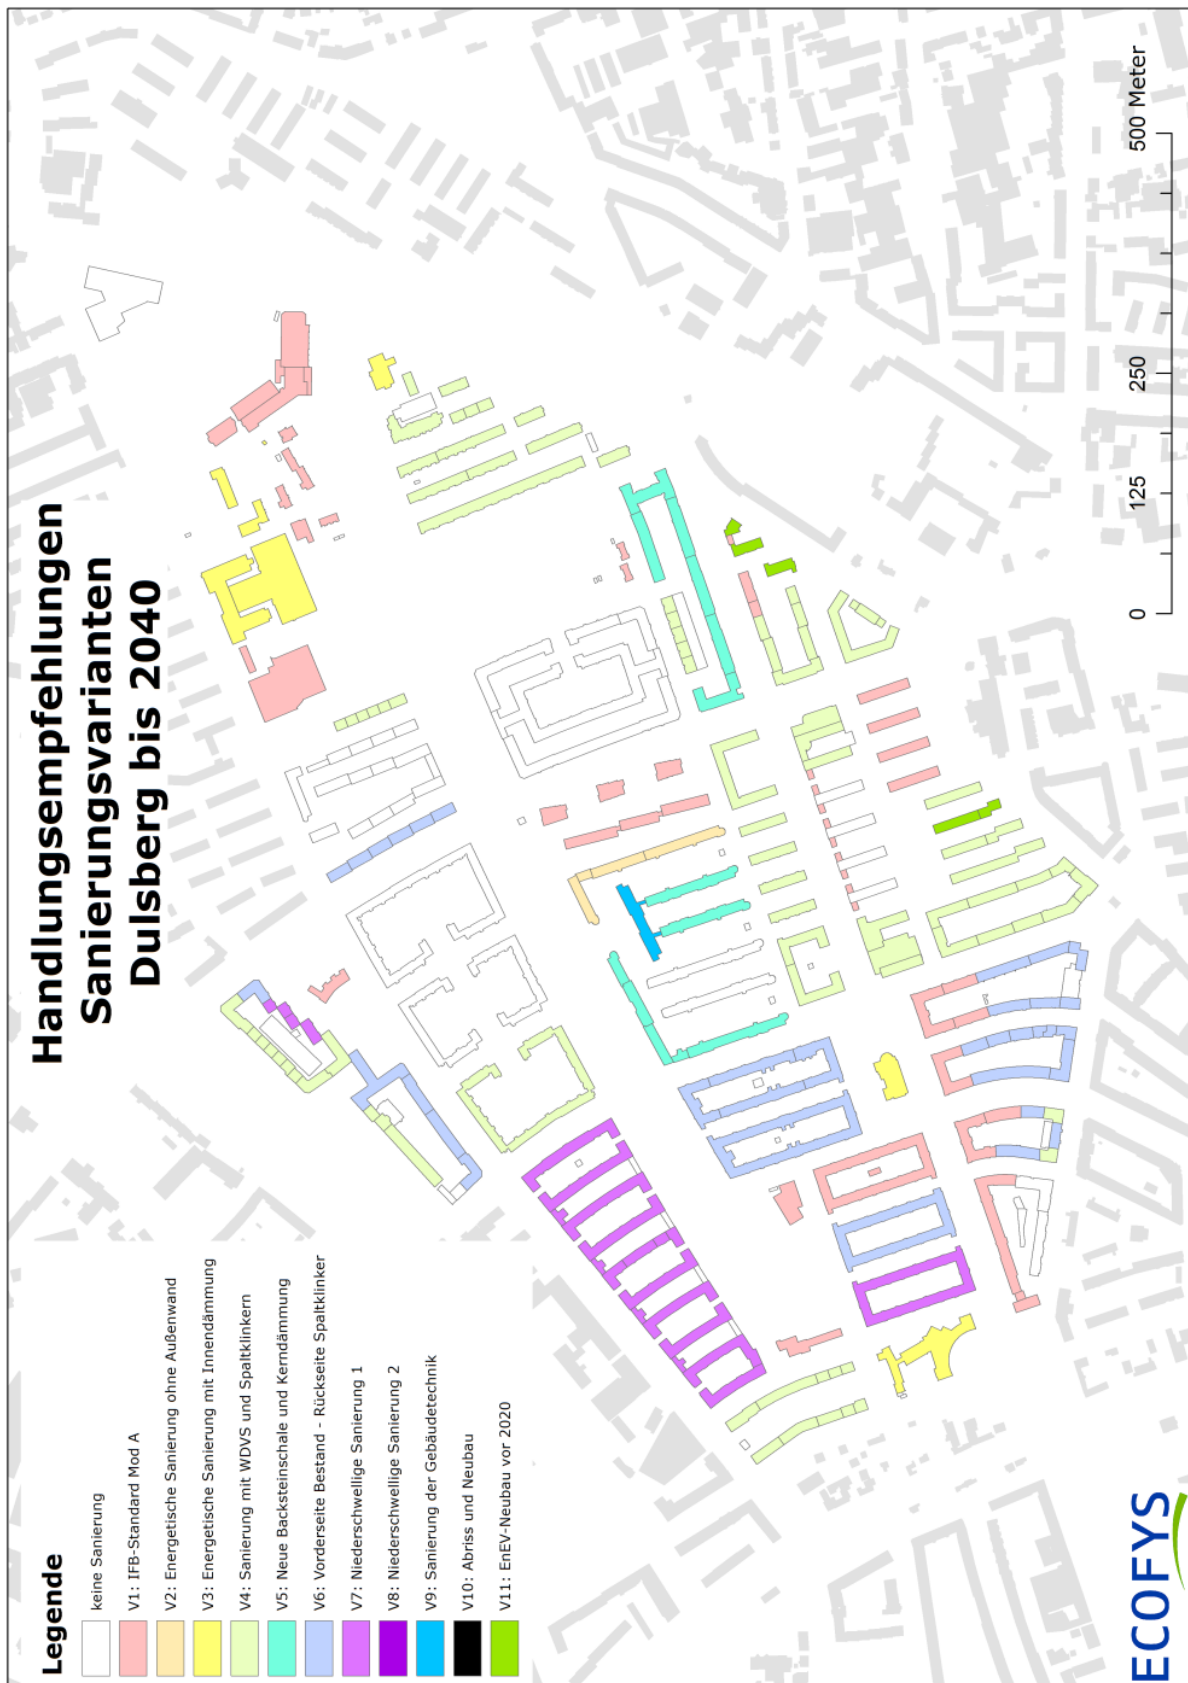 Handlungsempfehlungen
Sanierungsvarianten
Dulsberg bis 2040
Legende
keine Sanierung
V1: IFB-Standard Mod A
V2: Energetische Sanierung ohne Außenwand
V3: Energetische Sanierung mit Innendämmung
V4: Sanierung mit WDVS und Spaltklinkern
V5: Neue Backsteinschale und Kerndämmung
V6: Vorderseite Bestand - Rückseite Spaltklinker
V7: Niederschwellige Sanierung 1
V8: Niederschwellige Sanierung 2
V9: Sanierung der Gebäudetechnik
V10: Abriss und Neubau
V11: EnEV-Neubau vor 2020
ECOFYS
0 125 250 500 Meter